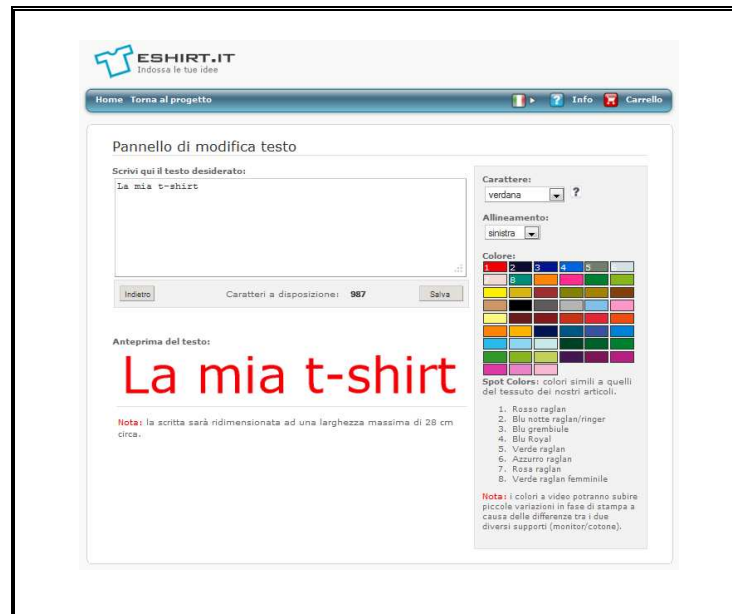 ESHIRT.IT
Indossa le tue idee
Home Torna al progetto
Info Carrello
Pannello di modifica testo
Scrivi qui il testo desiderato:
La mia t-shirt
Indietro Caratteri a disposizione: 987 Salva
Anteprima del testo:
La mia t-shirt
Nota: la scritta sarà ridimensionata ad una larghezza massima di 28 cm
circa.
Carattere:
verdana ?
Allineamento:
sinistra
Colore:
1 2 3 4 5
8
Spot Colors: colori simili a quelli
del tessuto dei nostri articoli.
1. Rosso raglan
2. Blu notte raglan/ringer
3. Blu grembiule
4. Blu Royal
5. Verde raglan
6. Azzurro raglan
7. Rosa raglan
8. Verde raglan femminile
Nota: i colori a video potranno subire
piccole variazioni in fase di stampa a
causa delle differenze tra i due
diversi supporti (monitor/cotone).